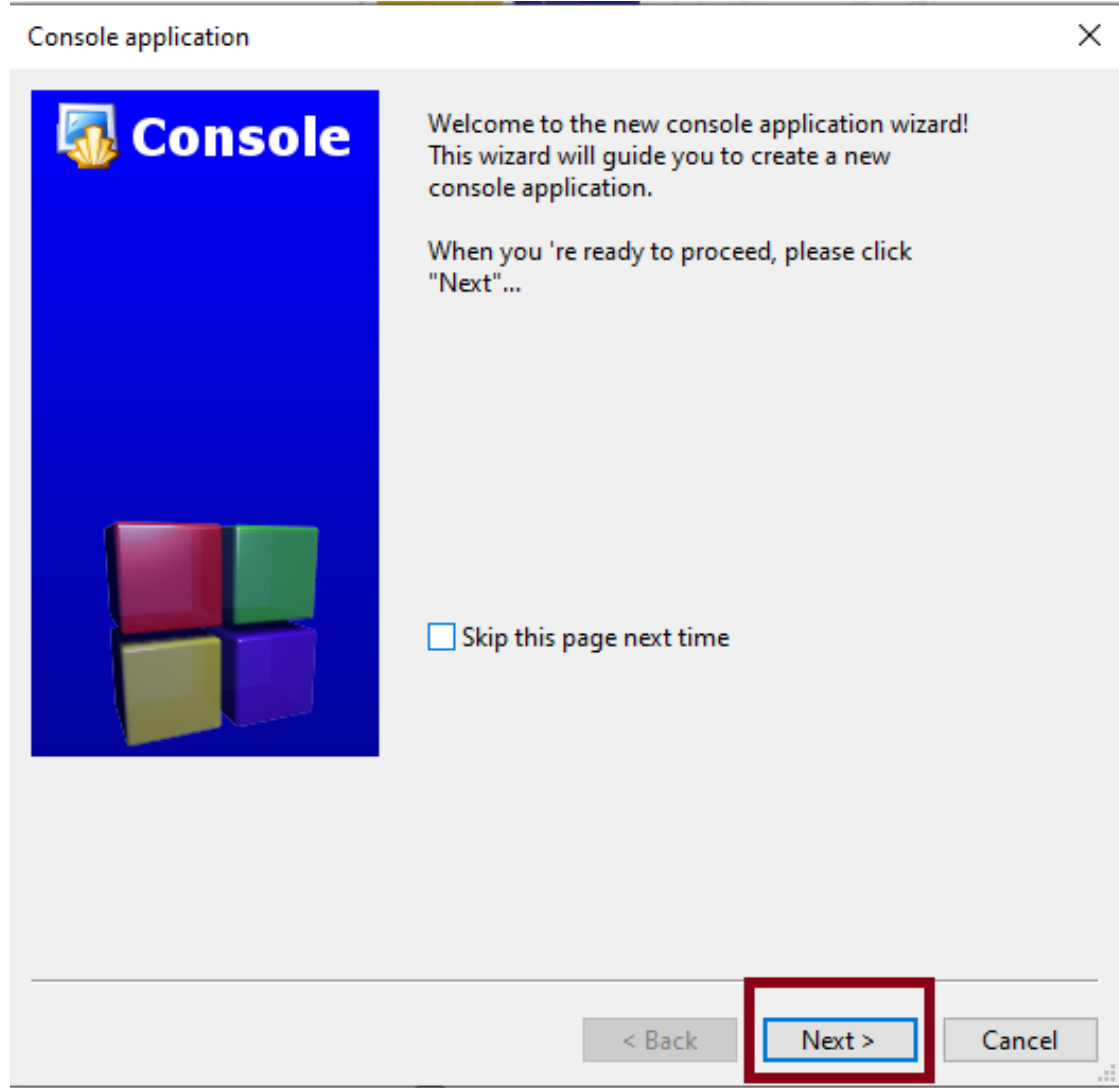 Console application
Console
Welcome to the new console application wizard!
This wizard will guide you to create a new
console application.
When you 're ready to proceed, please click
"Next"...
Skip this page next time
< Back
Next >
Cancel